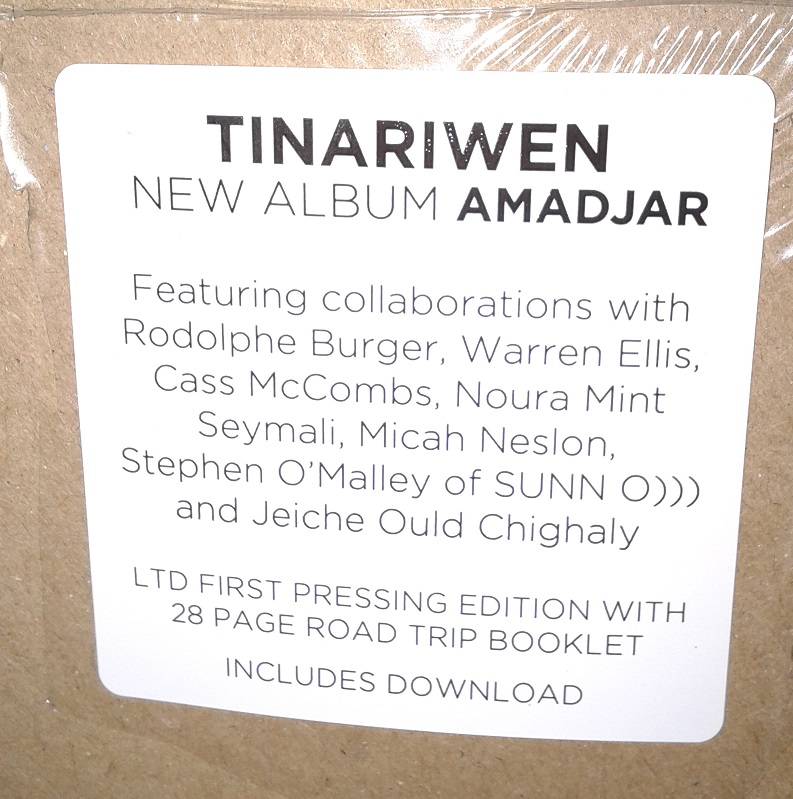 TINARIWEN
NEW ALBUM AMADJAR
Featuring collaborations with
Rodolphe Burger, Warren Ellis,
Cass McCombs, Noura Mint
Seymali, Micah Neslon,
Stephen O'Malley of SUNN O)))
and Jeiche Ould Chighaly
LTD FIRST PRESSING EDITION WITH
28 PAGE ROAD TRIP BOOKLET
INCLUDES DOWNLOAD